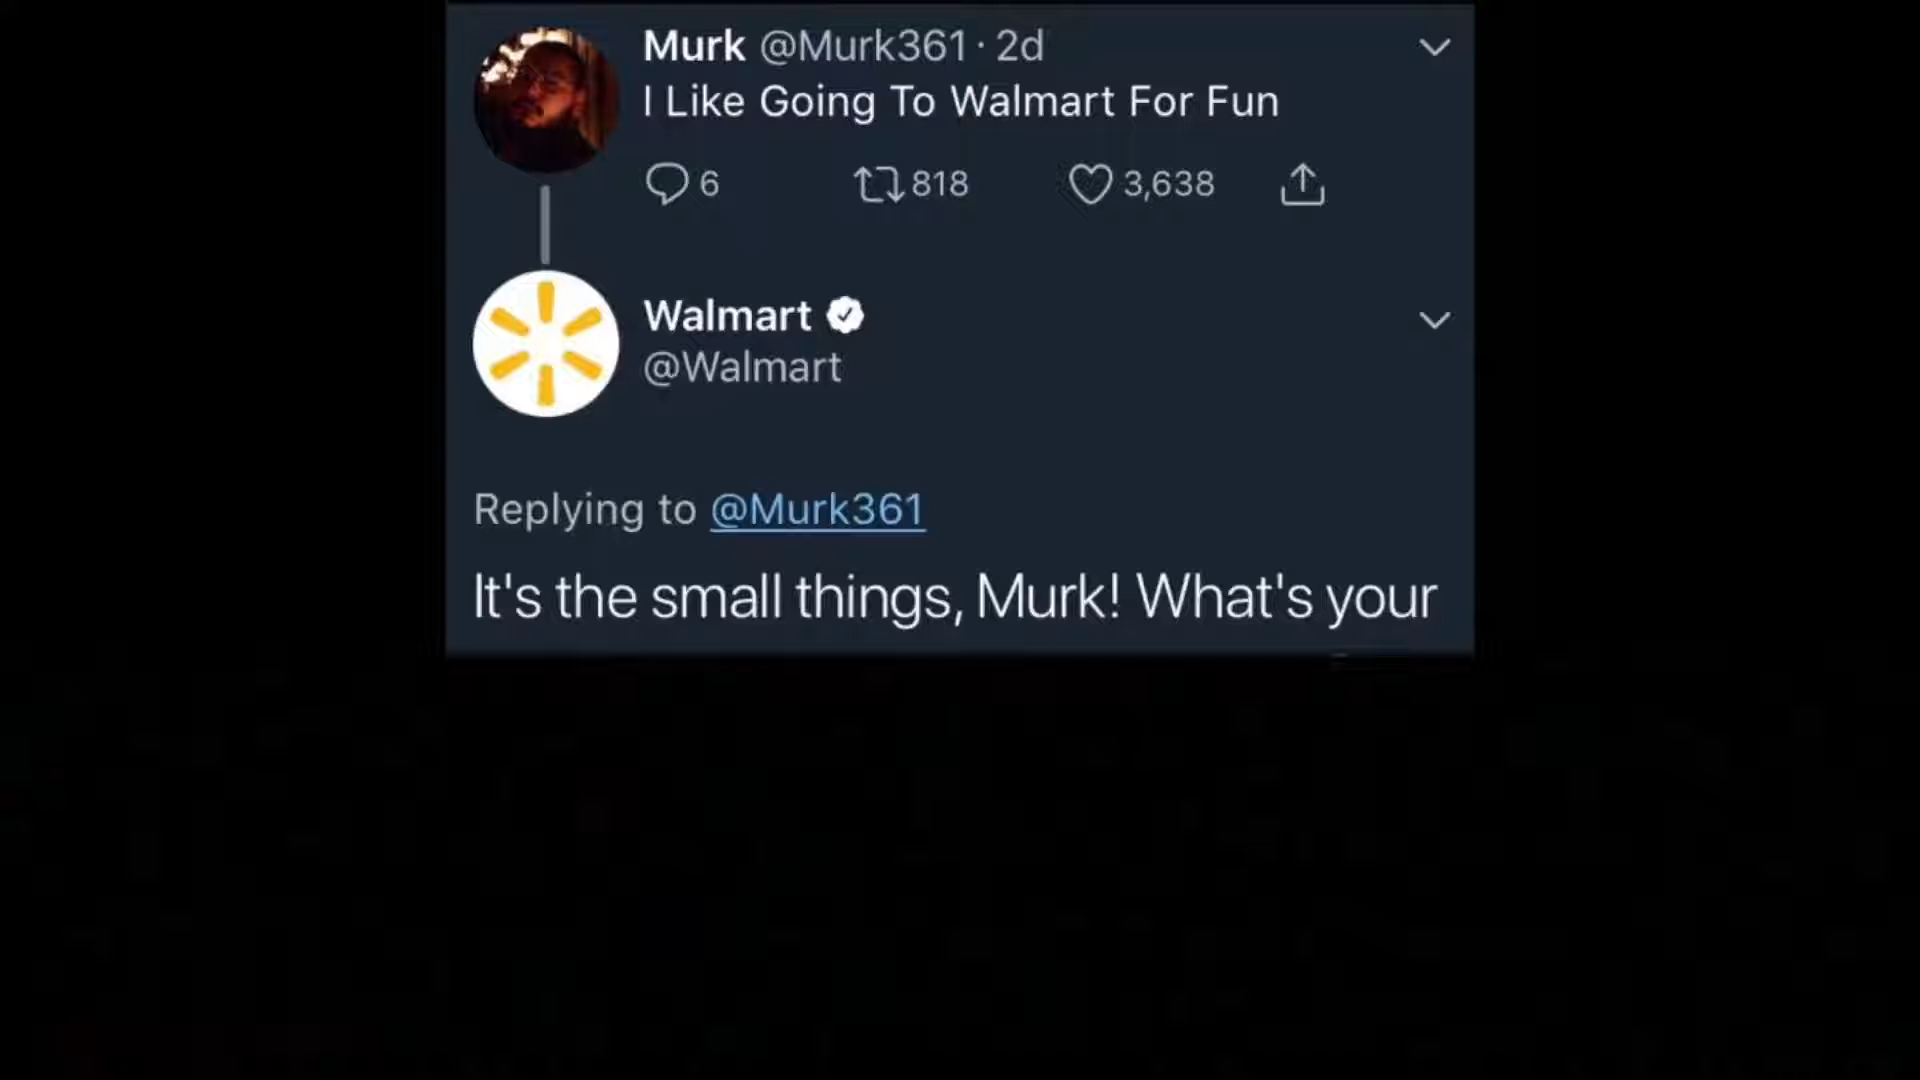 Murk @Murk361 · 2d
I Like Going To Walmart For Fun
6 818 3,638
Walmart
@Walmart
Replying to @Murk361
It's the small things, Murk! What's your